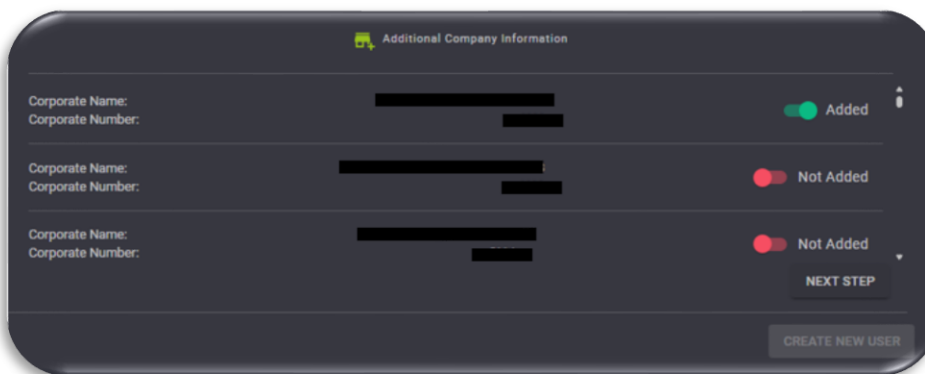 Additional Company Information
Corporate Name:
Corporate Number:
Added
Corporate Name:
Corporate Number:
Not Added
Corporate Name:
Corporate Number:
Not Added
NEXT STEP
CREATE NEW USER